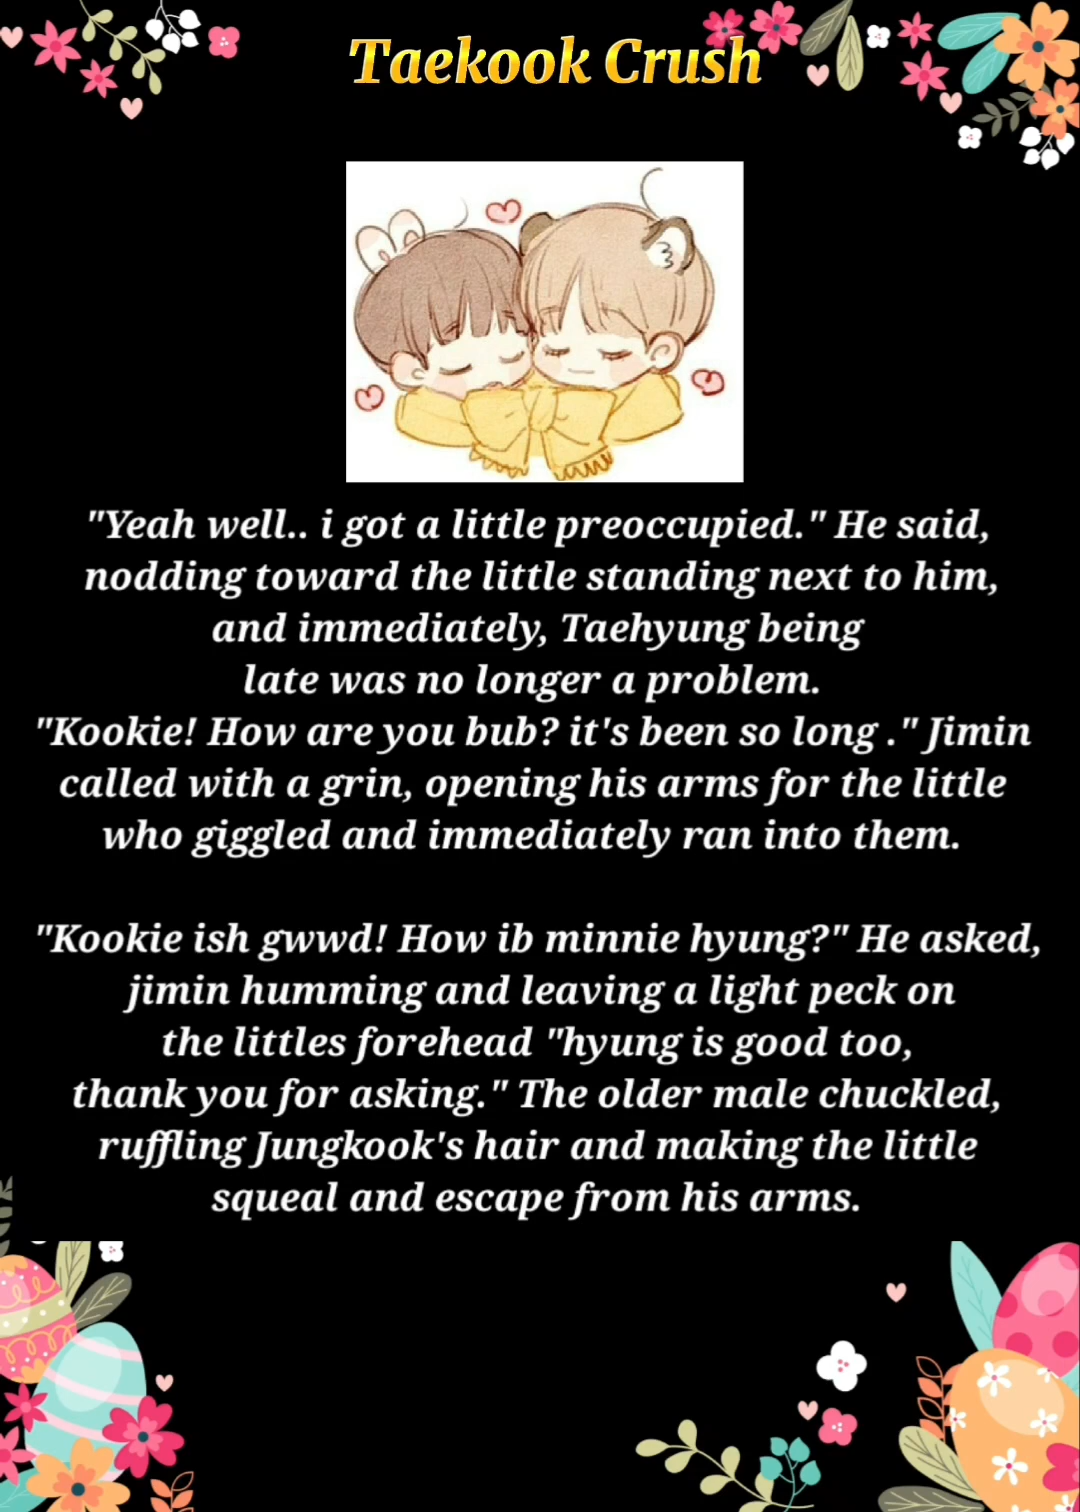 Taekook Crush
"Yeah well.. i got a little preoccupied." He said,
nodding toward the little standing next to him,
and immediately, Taehyung being
late was no longer a problem.
"Kookie! How are you bub? it's been so long ." Jimin
called with a grin, opening his arms for the little
who giggled and immediately ran into them.
"Kookie ish gwwd! How ib minnie hyung?" He asked,
jimin humming and leaving a light peck on
the littles forehead "hyung is good too,
thank you for asking." The older male chuckled,
ruffling Jungkook's hair and making the little
squeal and escape from his arms.